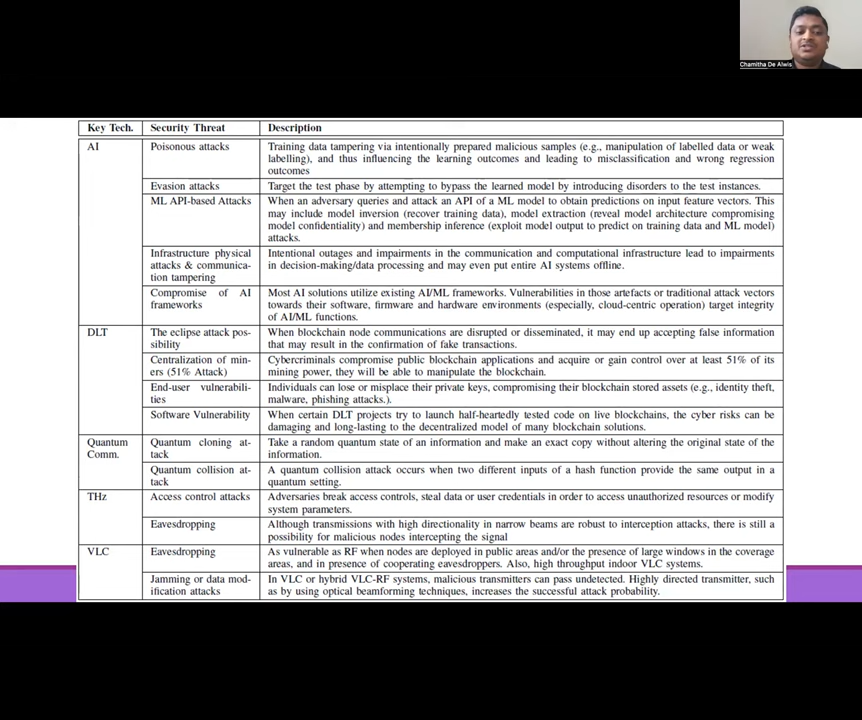 Chamitha De Alwis
Key Tech. Security Threat Description
AI Poisonous attacks Training data tampering via intentionally prepared malicious samples (e.g., manipulation of labelled data or weak
labelling), and thus influencing the learning outcomes and leading to misclassification and wrong regression
outcomes
Evasion attacks Target the test phase by attempting to bypass the learned model by introducing disorders to the test instances.
ML API-based Attacks When an adversary queries and attack an API of a ML model to obtain predictions on input feature vectors. This
may include model inversion (recover training data), model extraction (reveal model architecture compromising
model confidentiality) and membership inference (exploit model output to predict on training data and ML model)
attacks.
Infrastructure physical Intentional outages and impairments in the communication and computational infrastructure lead to impairments
attacks & communica- in decision-making/data processing and may even put entire AI systems offline.
tion tampering
Compromise of AI Most AI solutions utilize existing AI/ML frameworks. Vulnerabilities in those artefacts or traditional attack vectors
frameworks towards their software, firmware and hardware environments (especially, cloud-centric operation) target integrity
of AI/ML functions.
DLT The eclipse attack pos- When blockchain node communications are disrupted or disseminated, it may end up accepting false information
sibility that may result in the confirmation of fake transactions.
Centralization of min- Cybercriminals compromise public blockchain applications and acquire or gain control over at least 51% of its
ers (51% Attack) mining power, they will be able to manipulate the blockchain.
End-user vulnerabili- Individuals can lose or misplace their private keys, compromising their blockchain stored assets (e.g., identity theft,
ties malware, phishing attacks.).
Software Vulnerability When certain DLT projects try to launch half-heartedly tested code on live blockchains, the cyber risks can be
damaging and long-lasting to the decentralized model of many blockchain solutions.
Quantum Quantum cloning at- Take a random quantum state of an information and make an exact copy without altering the original state of the
Comm. tack information.
Quantum collision at- A quantum collision attack occurs when two different inputs of a hash function provide the same output in a
tack quantum setting.
THz Access control attacks Adversaries break access controls, steal data or user credentials in order to access unauthorized resources or modify
system parameters.
Eavesdropping Although transmissions with high directionality in narrow beams are robust to interception attacks, there is still a
possibility for malicious nodes intercepting the signal
VLC Eavesdropping As vulnerable as RF when nodes are deployed in public areas and/or the presence of large windows in the coverage
areas, and in presence of cooperating eavesdroppers. Also, high throughput indoor VLC systems.
Jamming or data mod- In VLC or hybrid VLC-RF systems, malicious transmitters can pass undetected. Highly directed transmitter, such
ification attacks as by using optical beamforming techniques, increases the successful attack probability.